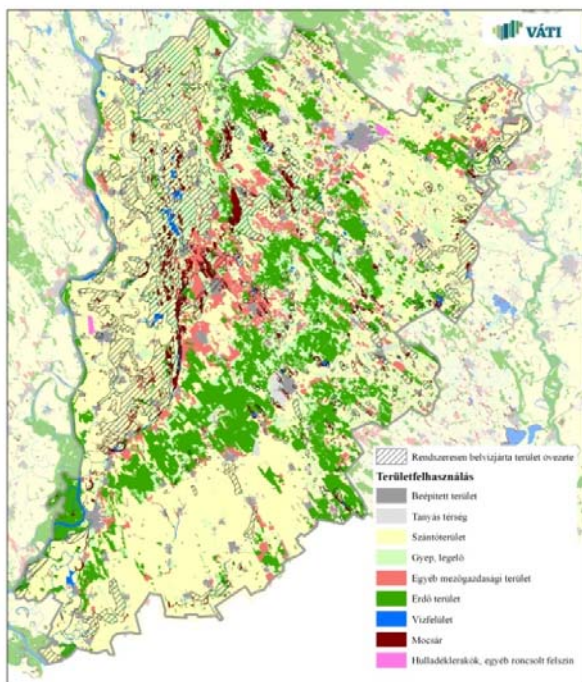 VÁTI
Rendszeresen belvízjárta terület övezete
Területfelhasználás
Beépített terület
Tanyás térség
Szántóterület
Gyep, legelő
Egyéb mezőgazdasági terület
Erdő terület
Vízfelület
Mocsár
Hulladéklerakók, egyéb roncsolt felszín